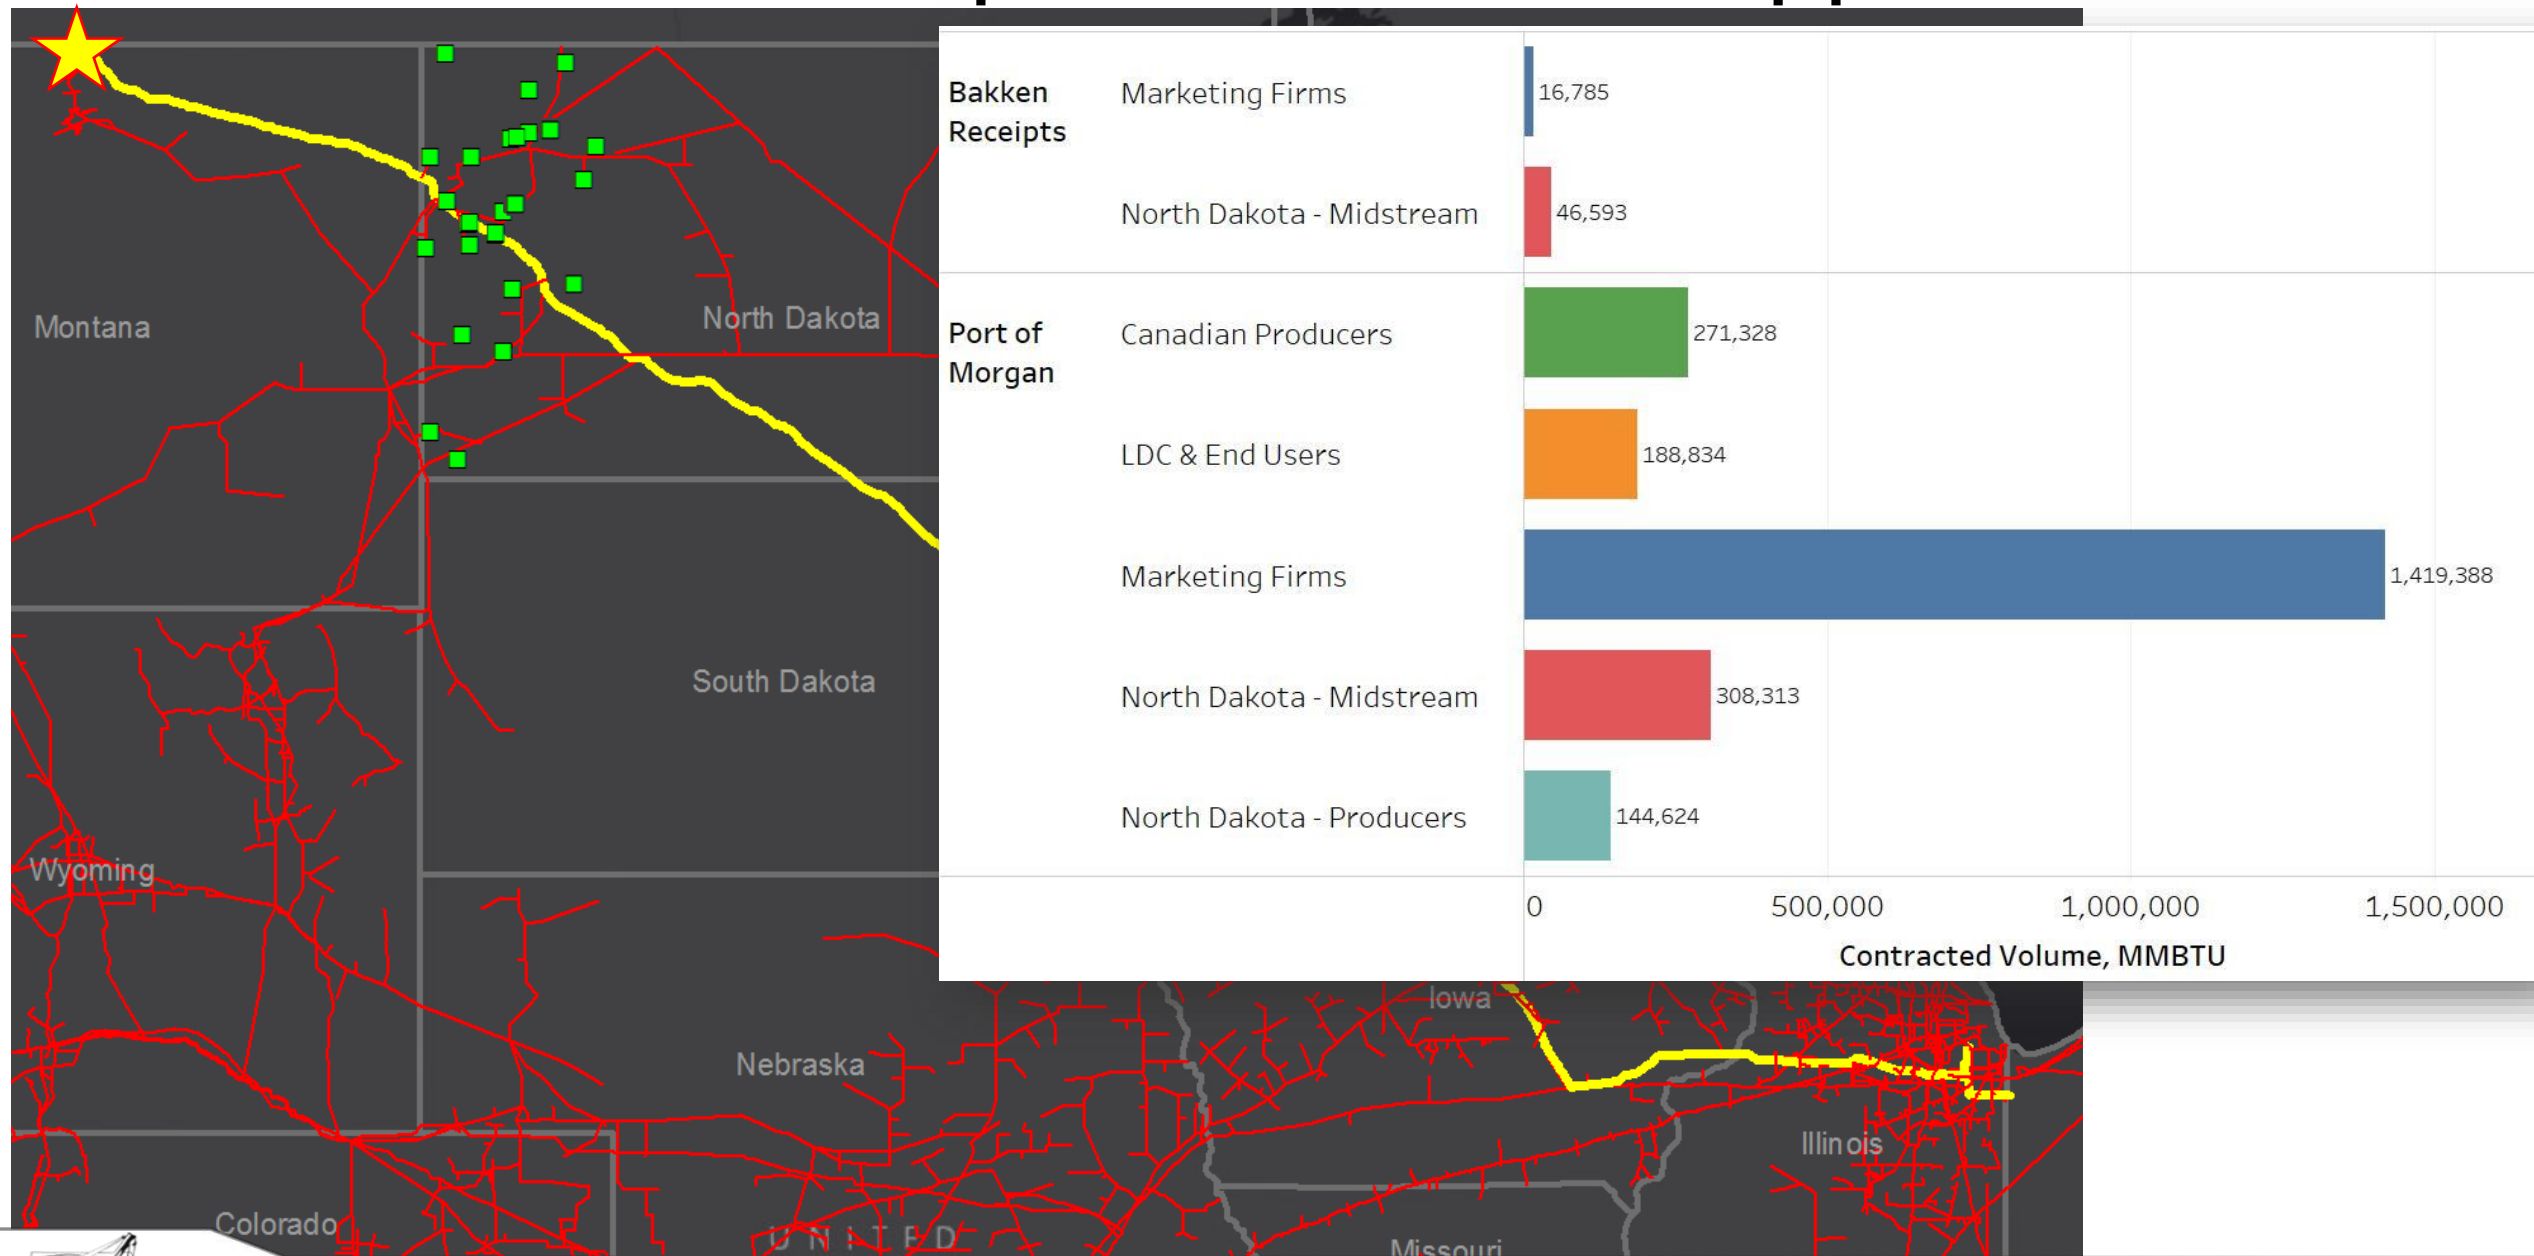 Bakken
Receipts
Marketing Firms
16,785
North Dakota - Midstream
46,593
Port of
Morgan
Canadian Producers
271,328
LDC & End Users
188,834
Marketing Firms
1,419,388
North Dakota - Midstream
308,313
North Dakota - Producers
144,624
0
500,000
1,000,000
1,500,000
Contracted Volume, MMBTU
Montana
North Dakota
South Dakota
Wyoming
Nebraska
Iowa
Illinois
Colorado
UNITED
Missouri